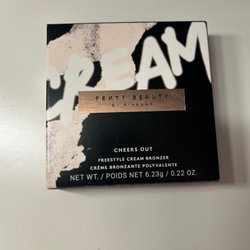 CREAM
FENTY BEAUTY
BY RIHANNA
CHEEKS OUT
FREESTYLE CREAM BRONZER
CRÈME BRONZANTE POLYVALENTE
NET WT. / POIDS NET 6.23g / 0.22 OZ.